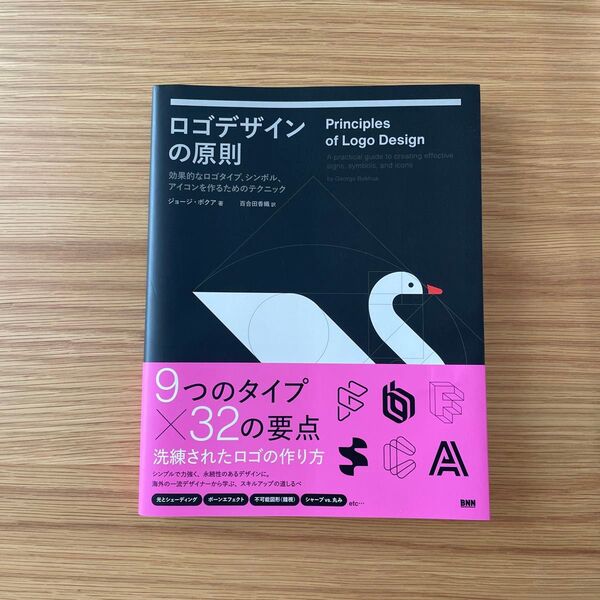 ロゴデザイン
の原則
効果的なロゴタイプ、シンボル、
アイコンを作るためのテクニック
ジョージ・ボクア 著 百合田香織 訳
Principles
of Logo Design
A practical guide to creating effective
signs, symbols, and icons
by George Bokhua
9つのタイプ
×32の要点
洗練されたロゴの作り方
シンプルで力強く、永続性のあるデザインに。
海外の一流デザイナーから学ぶ、スキルアップの道しるべ
光とシェーディング ボーンエフェクト 不可能図形(錯視) シャープ vs. 丸み etc…
BNN